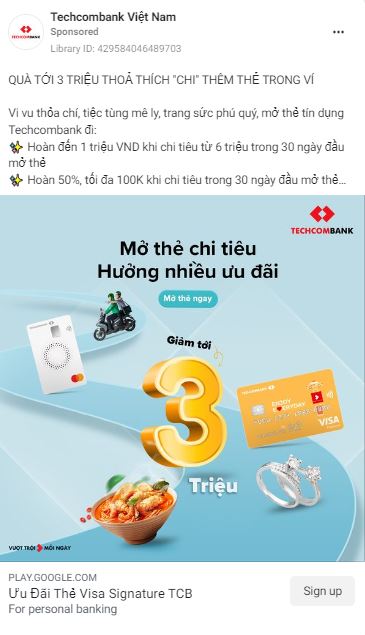 Techcombank Việt Nam
Sponsored
Library ID: 429584046489703
QUÀ TỚI 3 TRIỆU THOẢ THÍCH "CHI" THÊM THẺ TRONG VÍ
Vi vu thỏa chí, tiệc tùng mê ly, trang sức phú quý, mở thẻ tín dụng
Techcombank đi:
✨ Hoàn đến 1 triệu VND khi chi tiêu từ 6 triệu trong 30 ngày đầu
mở thẻ
✨ Hoàn 50%, tối đa 100K khi chi tiêu trong 30 ngày đầu mở thẻ...
TECHCOMBANK
TECHCOMBANK
Mở thẻ chi tiêu
Hưởng nhiều ưu đãi
Mở thẻ ngay
Giảm tới
3
Triệu
TECHCOMBANK
ENJOY
EVERYDAY
VISA
VƯỢT TRỘI MỖI NGÀY
PLAY.GOOGLE.COM
Ưu Đãi Thẻ Visa Signature TCB
For personal banking
Sign up